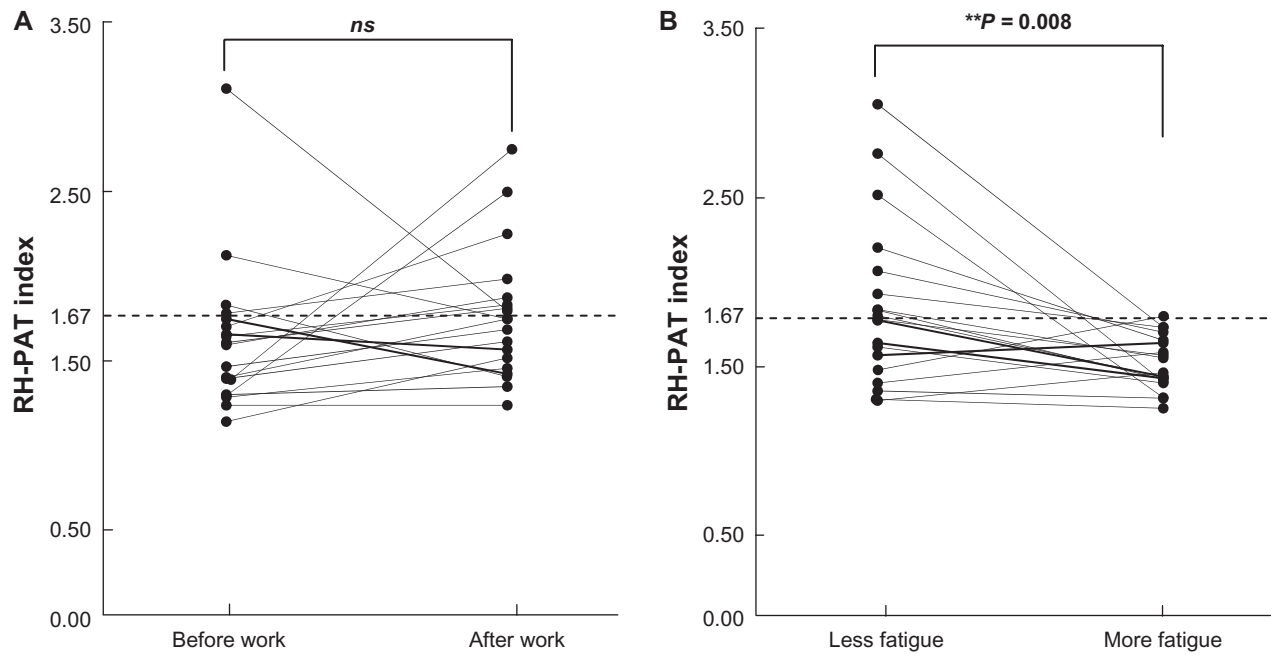 A
ns
3.50
2.50
1.67
1.50
0.50
0.00
RH-PAT index
Before work
After work
B
**P = 0.008
3.50
2.50
1.67
1.50
0.50
0.00
RH-PAT index
Less fatigue
More fatigue